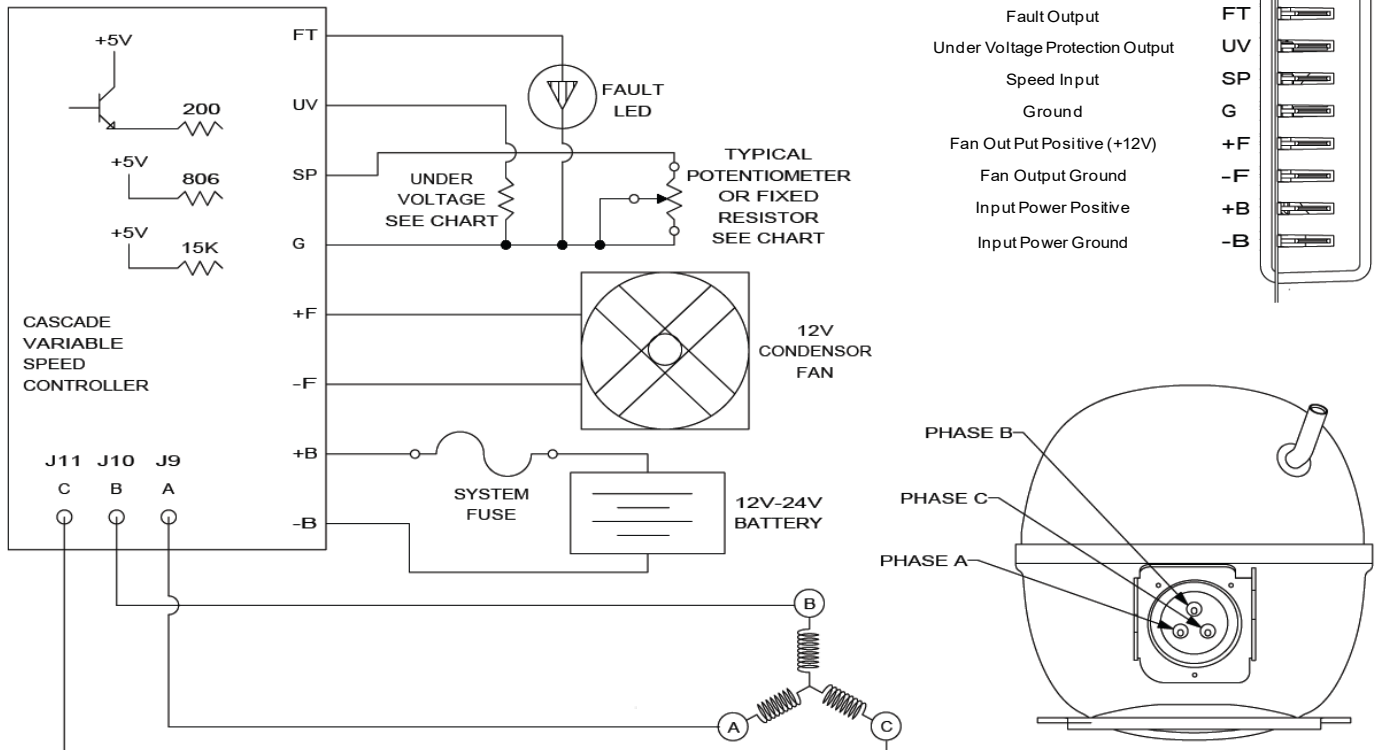 +5V
200
+5V
806
+5V
15K
CASCADE
VARIABLE
SPEED
CONTROLLER
J11 J10 J9
C B A
FT
UV
SP
G
+F
-F
+B
-B
FAULT
LED
UNDER
VOLTAGE
SEE CHART
TYPICAL
POTENTIOMETER
OR FIXED
RESISTOR
SEE CHART
12V
CONDENSOR
FAN
SYSTEM
FUSE
12V-24V
BATTERY
B
A
C
Fault Output FT
Under Voltage Protection Output UV
Speed Input SP
Ground G
Fan Out Put Positive (+12V) +F
Fan Output Ground -F
Input Power Positive +B
Input Power Ground -B
PHASE B
PHASE C
PHASE A